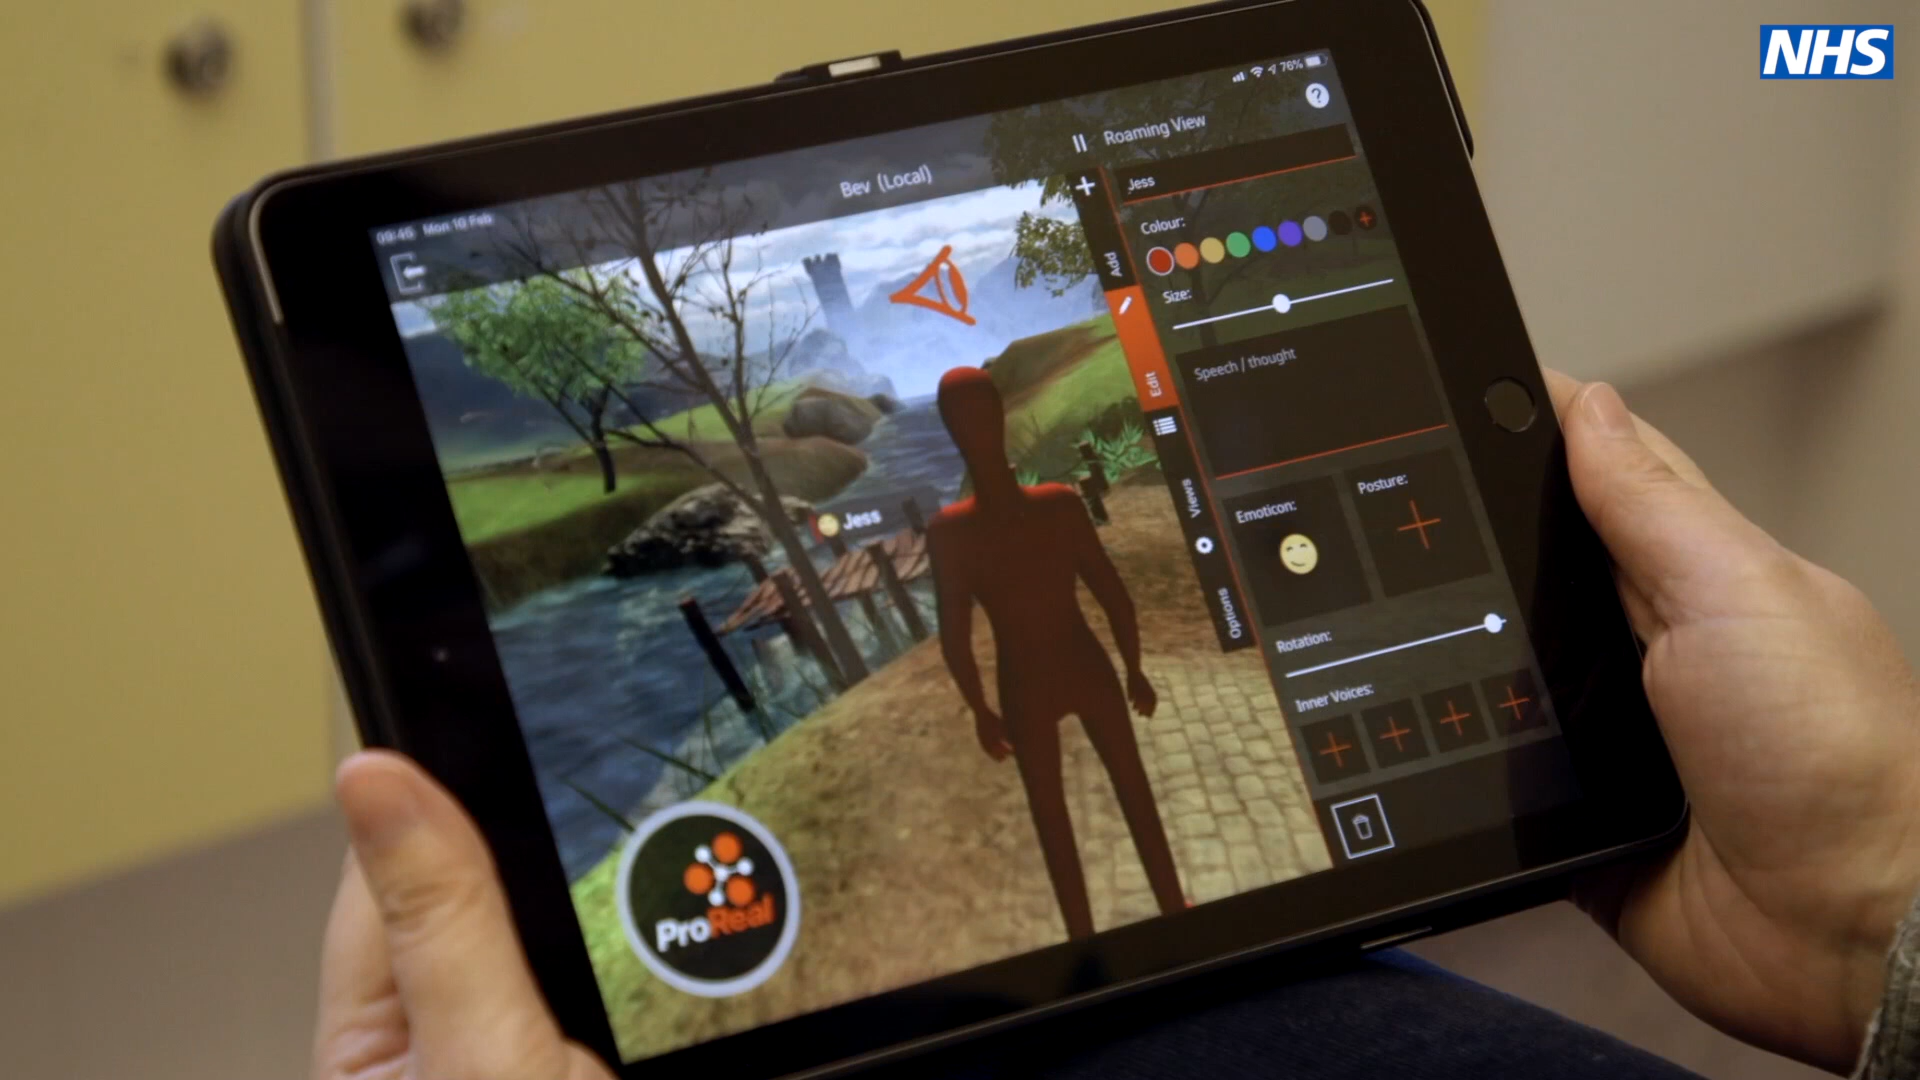 NHS
09:45 Mon 10 Feb
76%
Bev (Local)
Roaming View
?
Jess
Colour:
Size:
Speech / thought
Emoticon:
Posture:
Rotation:
Inner Voices:
Add
Edit
Views
Options
Jess
ProReal